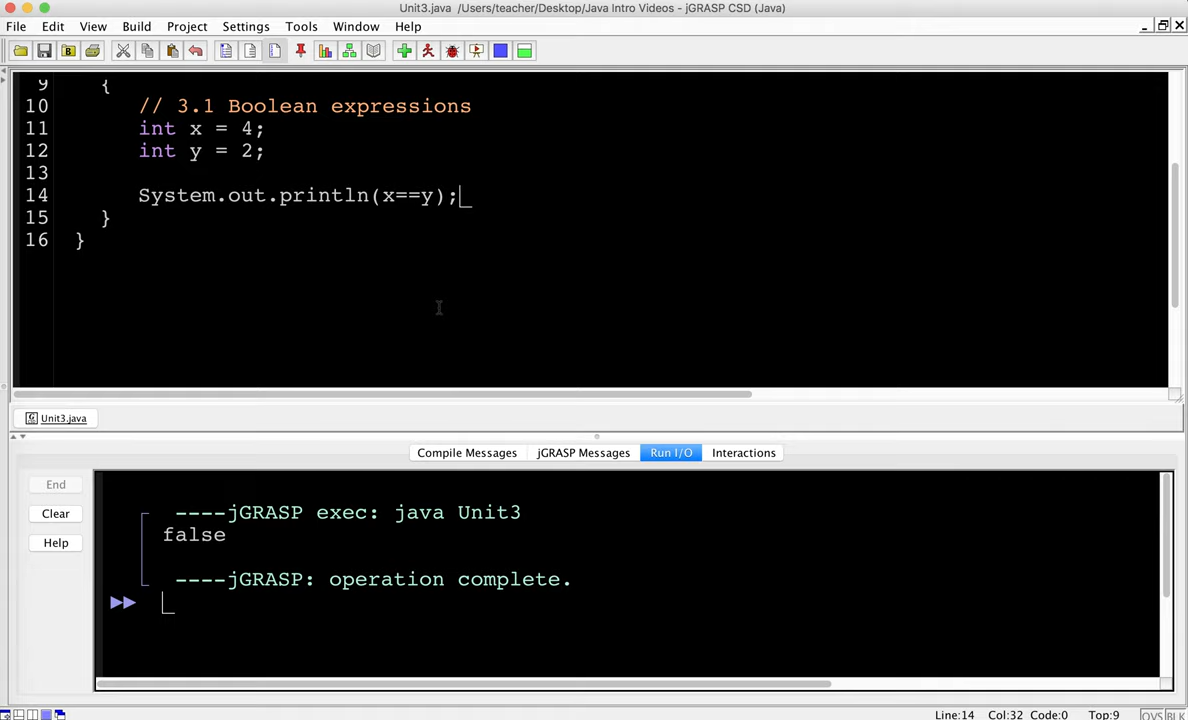 Unit3.java /Users/teacher/Desktop/Java Intro Videos - jGRASP CSD (Java)
File Edit View Build Project Settings Tools Window Help
9 {
10 // 3.1 Boolean expressions
11 int x = 4;
12 int y = 2;
13
14 System.out.println(x==y);
15 }
16 }
Unit3.java
Compile Messages jGRASP Messages Run I/O Interactions
End
Clear
Help
----jGRASP exec: java Unit3
false
----jGRASP: operation complete.
Line:14 Col:32 Code:0 Top:9 OVS BLK